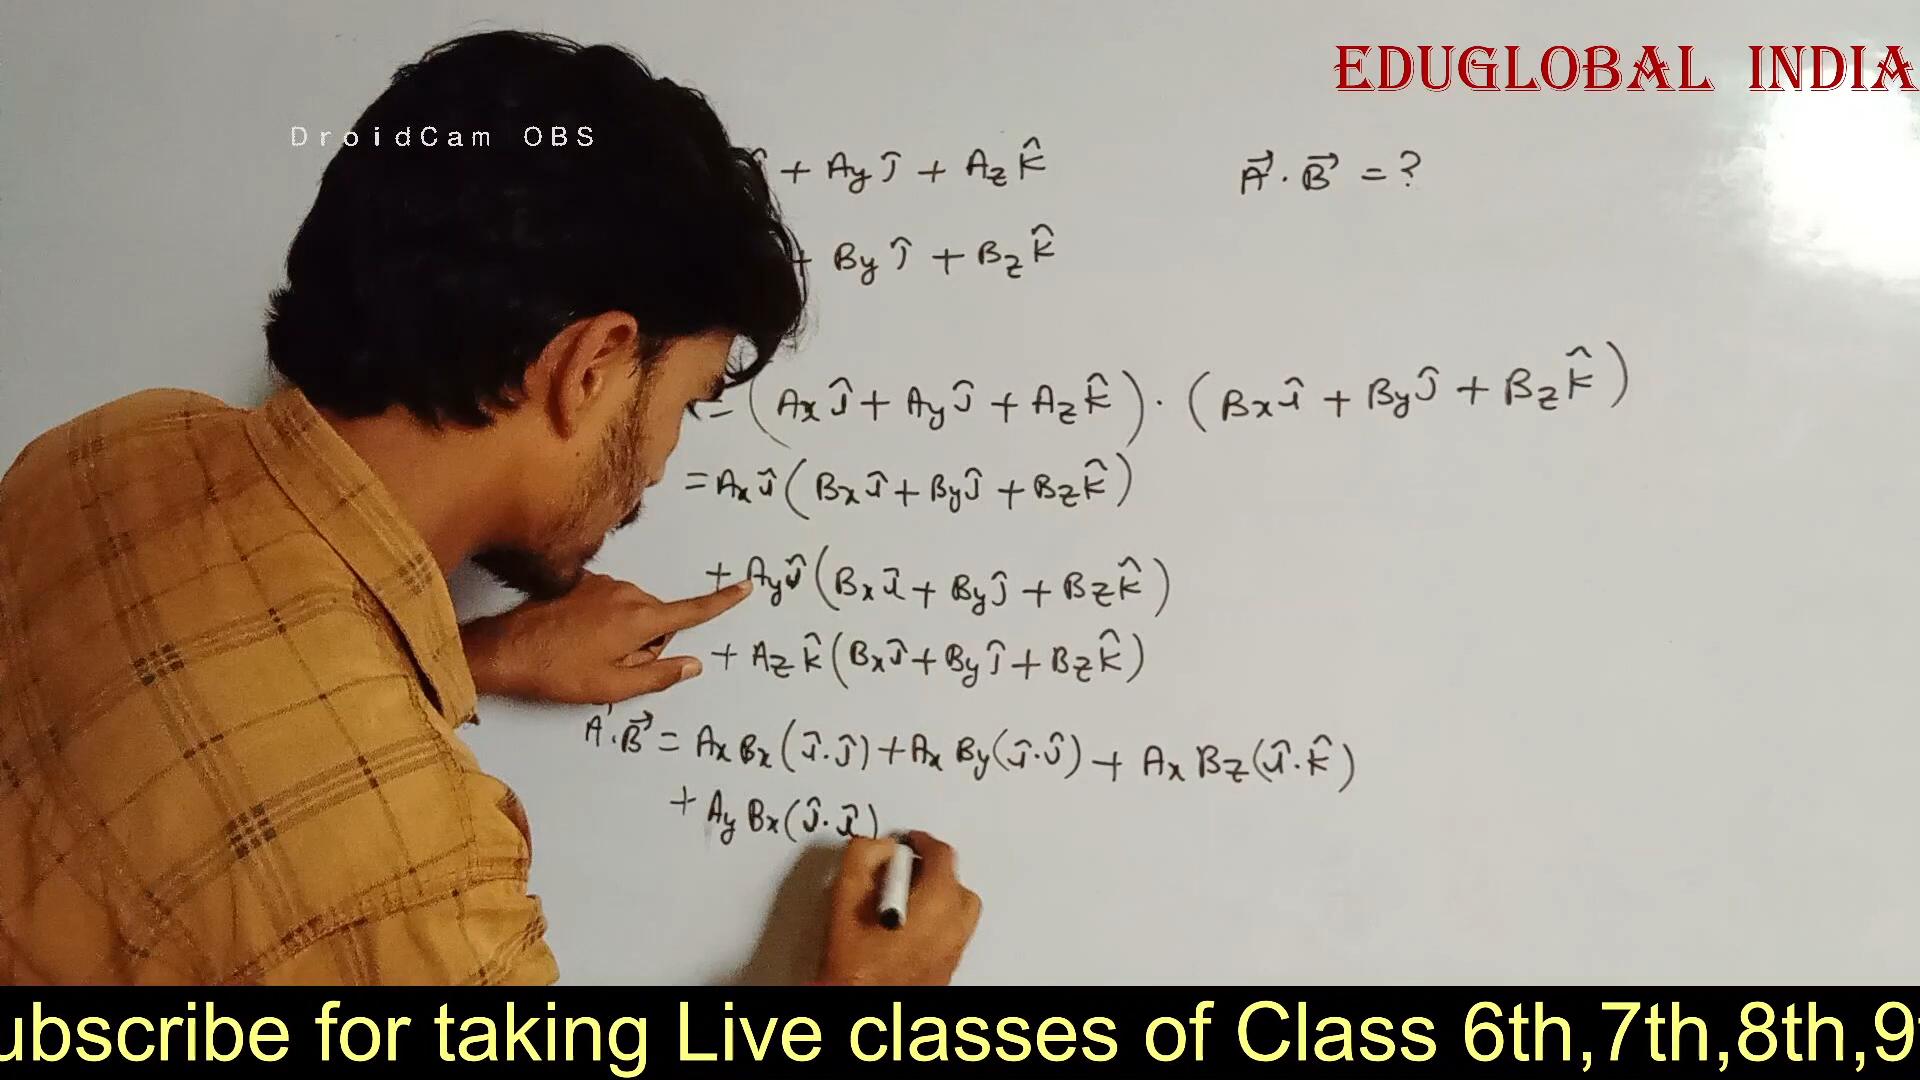 EDUGLOBAL INDIA
DroidCam OBS
+ Ay ĵ + Az k̂
A⃗ . B⃗ = ?
+ By ĵ + Bz k̂
= (Ax î + Ay ĵ + Az k̂) . (Bx î + By ĵ + Bz k̂)
= Ax î (Bx î + By ĵ + Bz k̂)
+ Ay ĵ (Bx î + By ĵ + Bz k̂)
+ Az k̂ (Bx î + By ĵ + Bz k̂)
A⃗ . B⃗ = Ax Bx (î . î) + Ax By (î . ĵ) + Ax Bz (î . k̂)
+ Ay Bx (ĵ . î)
ubscribe for taking Live classes of Class 6th,7th,8th,9